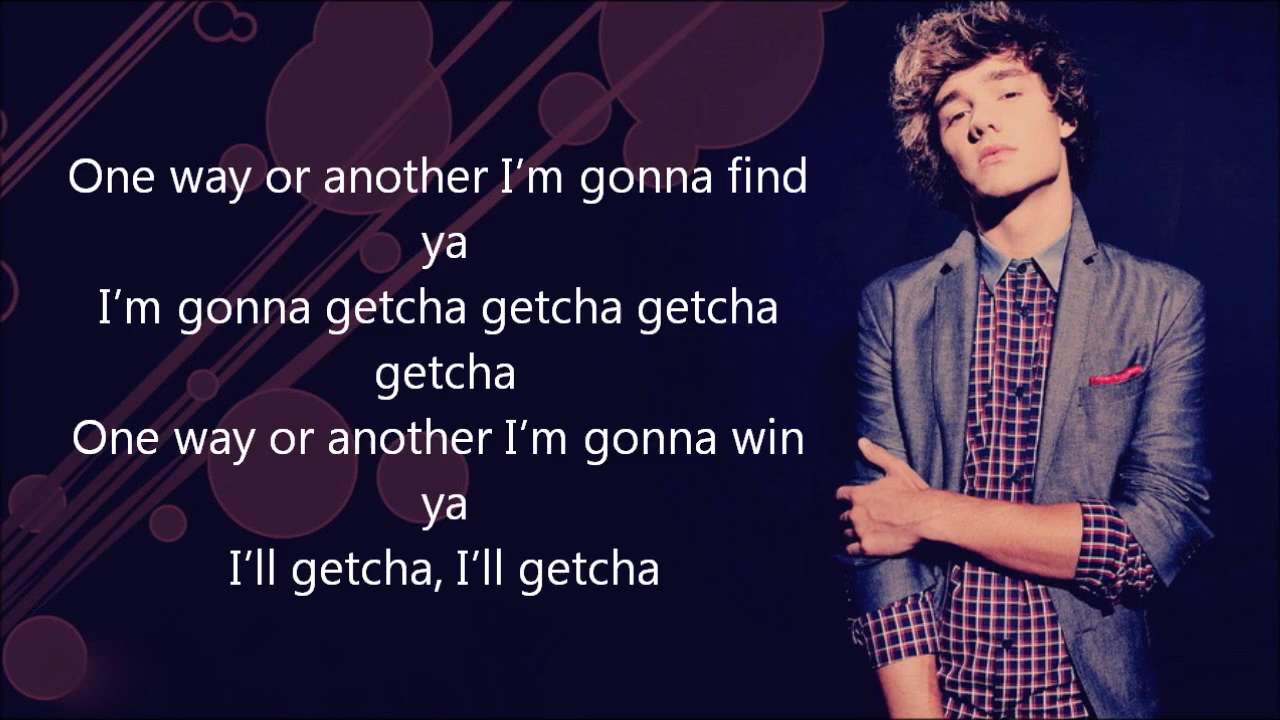 One way or another I’m gonna find
ya
I’m gonna getcha getcha getcha
getcha
One way or another I’m gonna win
ya
I’ll getcha, I’ll getcha